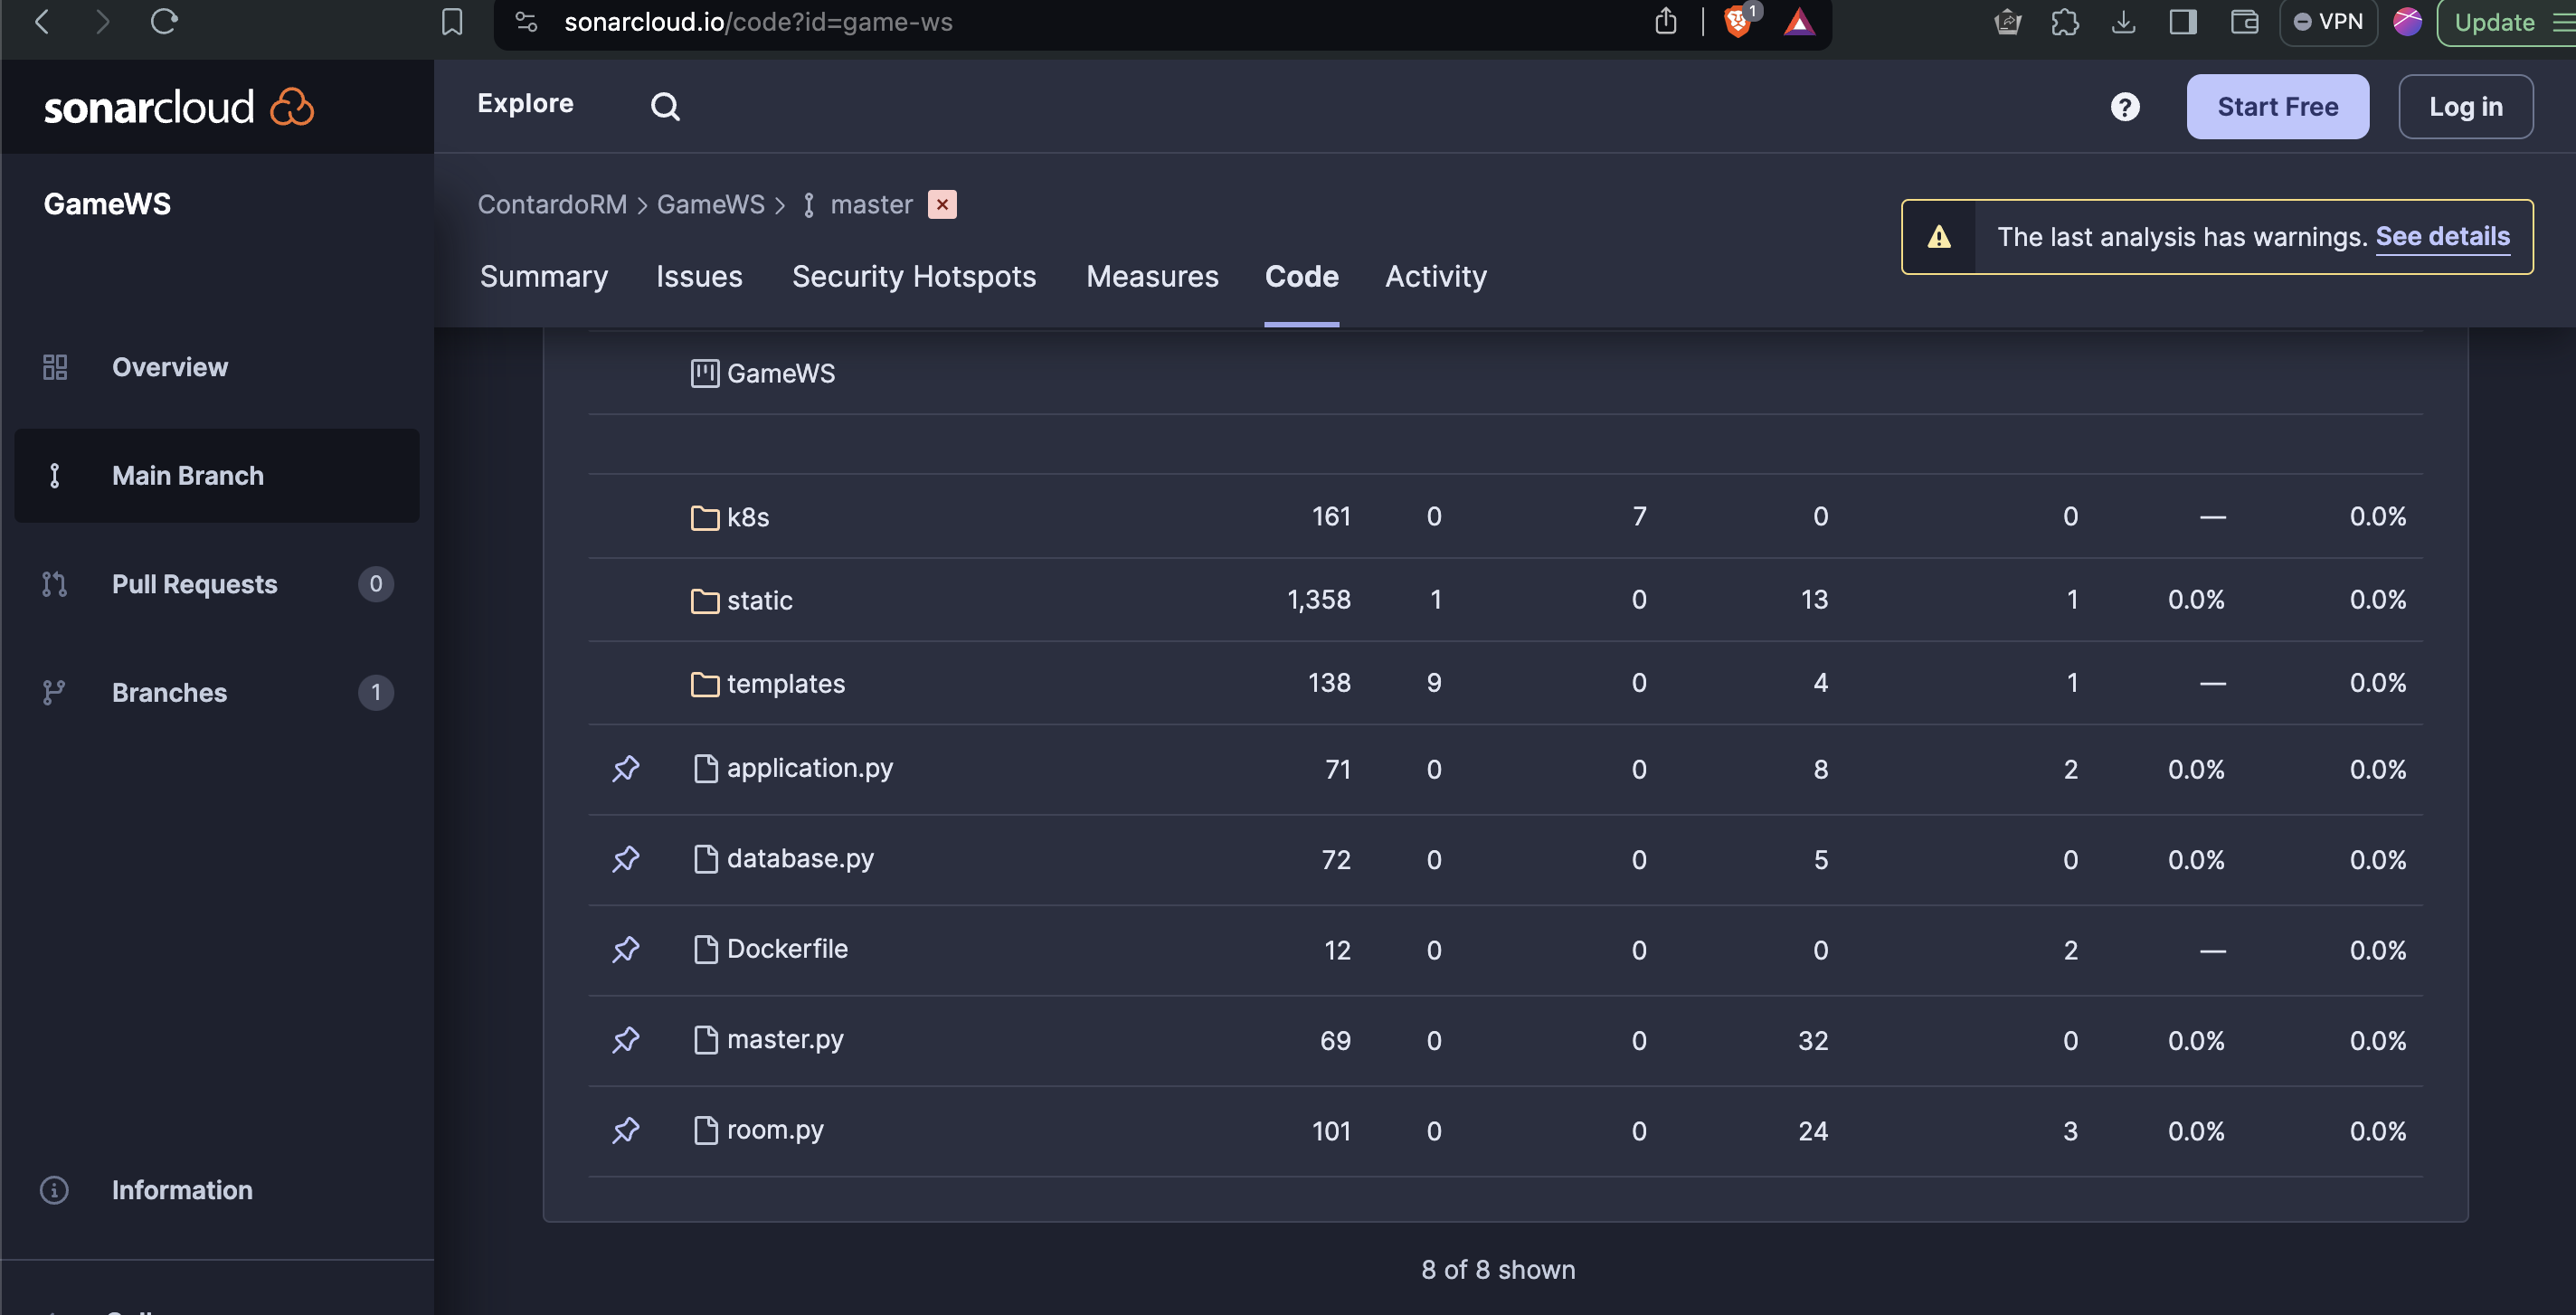 sonarcloud.io/code?id=game-ws
1
VPN
Update
sonarcloud
Explore
Start Free
Log in
GameWS
ContardoRM > GameWS > master
The last analysis has warnings. See details
Summary
Issues
Security Hotspots
Measures
Code
Activity
Overview
Main Branch
Pull Requests 0
Branches 1
Information
GameWS
k8s 161 0 7 0 0 — 0.0%
static 1,358 1 0 13 1 0.0% 0.0%
templates 138 9 0 4 1 — 0.0%
application.py 71 0 0 8 2 0.0% 0.0%
database.py 72 0 0 5 0 0.0% 0.0%
Dockerfile 12 0 0 0 2 — 0.0%
master.py 69 0 0 32 0 0.0% 0.0%
room.py 101 0 0 24 3 0.0% 0.0%
8 of 8 shown